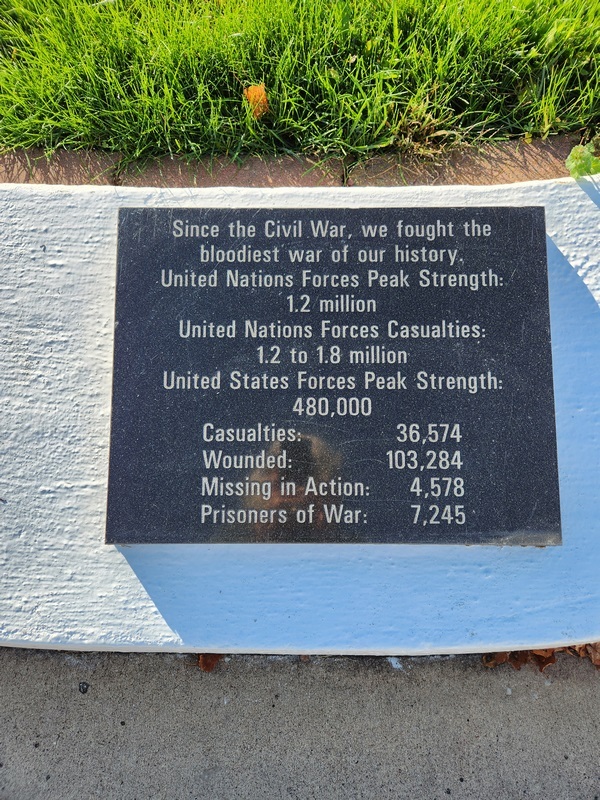 Since the Civil War, we fought the
bloodiest war of our history.
United Nations Forces Peak Strength:
1.2 million
United Nations Forces Casualties:
1.2 to 1.8 million
United States Forces Peak Strength:
480,000
Casualties: 36,574
Wounded: 103,284
Missing in Action: 4,578
Prisoners of War: 7,245